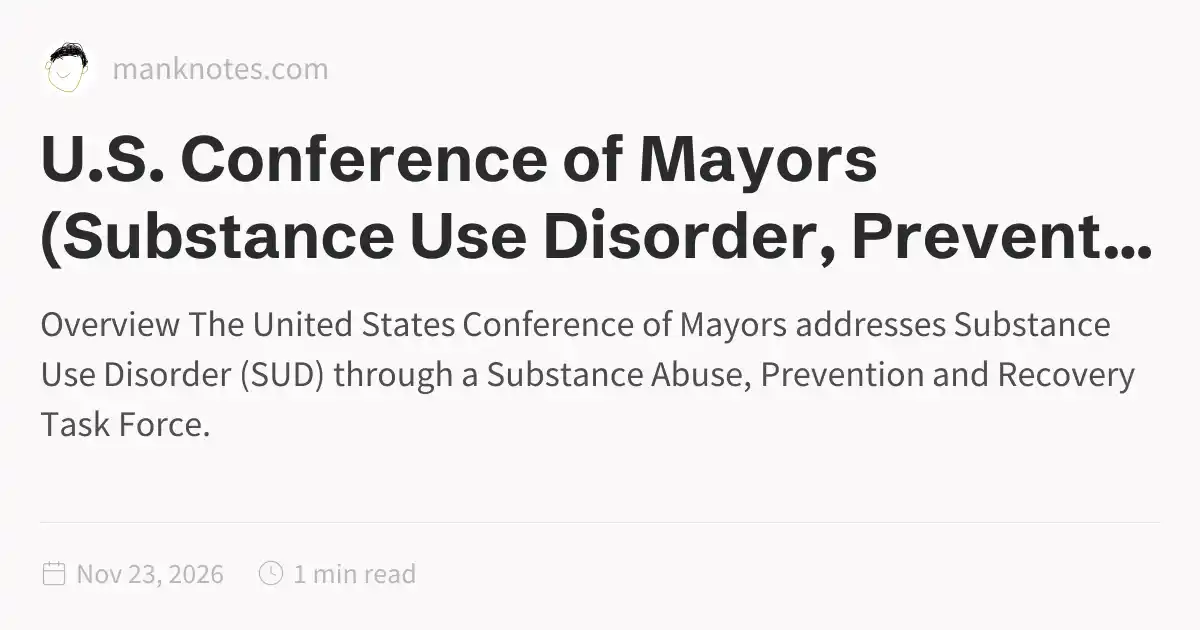 manknotes.com
U.S. Conference of Mayors
(Substance Use Disorder, Prevent...
Overview The United States Conference of Mayors addresses Substance
Use Disorder (SUD) through a Substance Abuse, Prevention and Recovery
Task Force.
Nov 23, 2026 1 min read